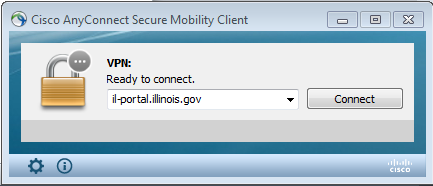 Cisco AnyConnect Secure Mobility Client
VPN:
Ready to connect.
il-portal.illinois.gov
Connect
cisco